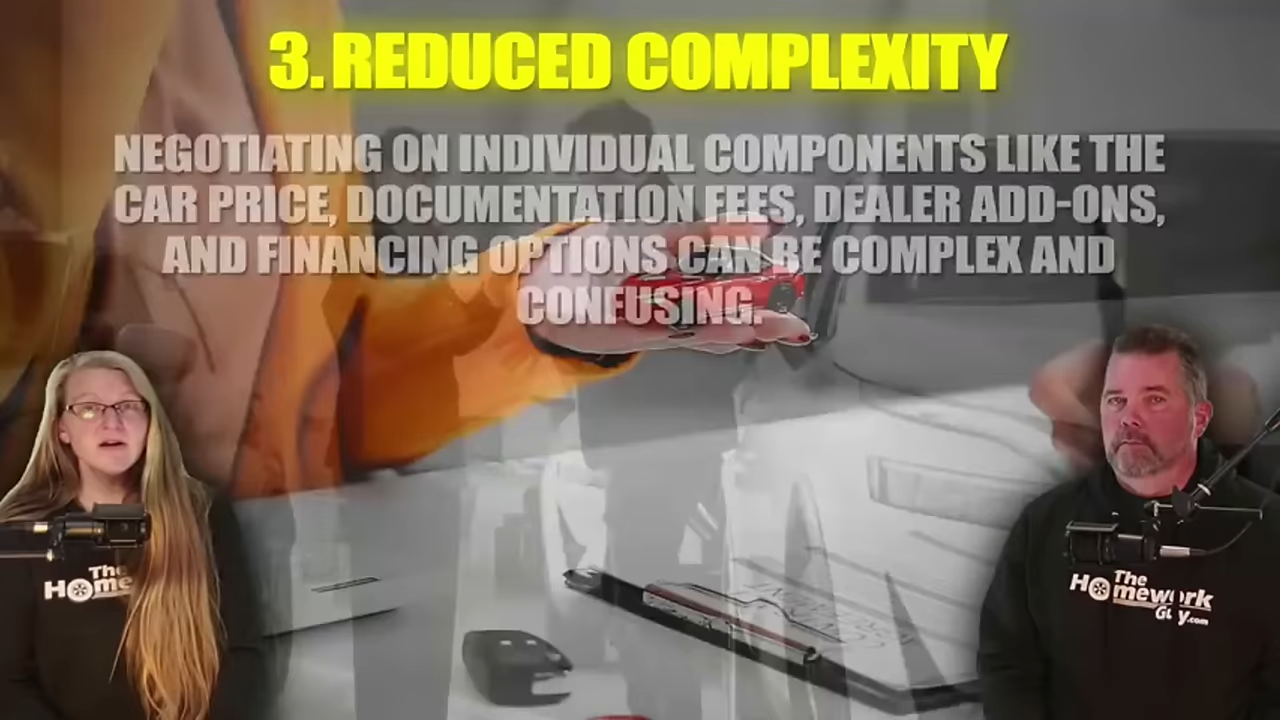 3. REDUCED COMPLEXITY
NEGOTIATING ON INDIVIDUAL COMPONENTS LIKE THE
CAR PRICE, DOCUMENTATION FEES, DEALER ADD-ONS,
AND FINANCING OPTIONS CAN BE COMPLEX AND
CONFUSING.
The
Home
The
Homework
Guy.com